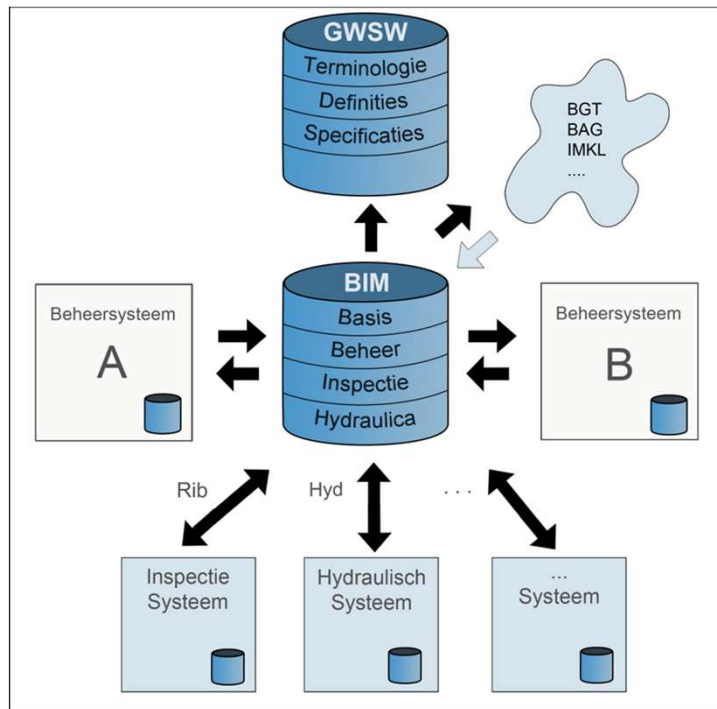 GWSW
Terminologie
Definities
Specificaties
BGT
BAG
IMKL
....
BIM
Basis
Beheer
Inspectie
Hydraulica
Beheersysteem
A
Beheersysteem
B
Rib
Hyd
. . .
Inspectie
Systeem
Hydraulisch
Systeem
...
Systeem